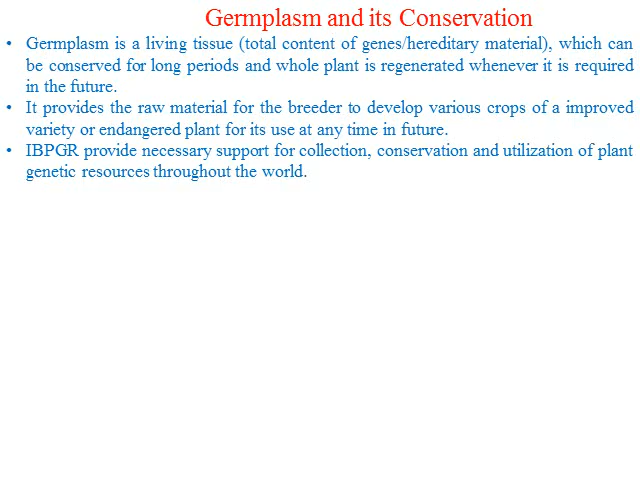 Germplasm and its Conservation
• Germplasm is a living tissue (total content of genes/hereditary material), which can
be conserved for long periods and whole plant is regenerated whenever it is required
in the future.
• It provides the raw material for the breeder to develop various crops of a improved
variety or endangered plant for its use at any time in future.
• IBPGR provide necessary support for collection, conservation and utilization of plant
genetic resources throughout the world.